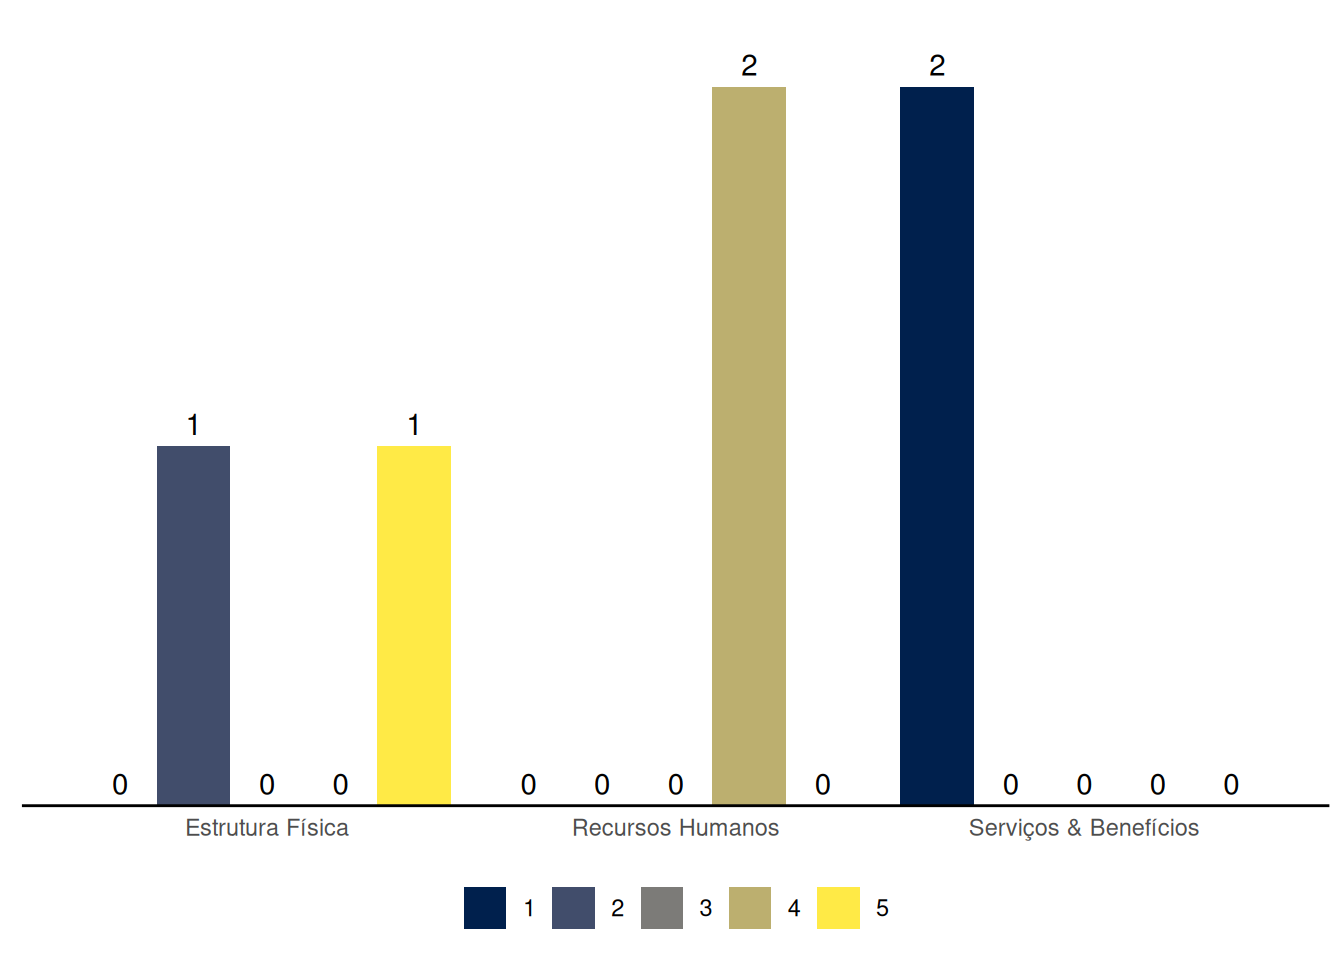 2 2
1 1
0 0 0 0 0 0 0 0 0 0 0
Estrutura Física Recursos Humanos Serviços & Benefícios
1 2 3 4 5